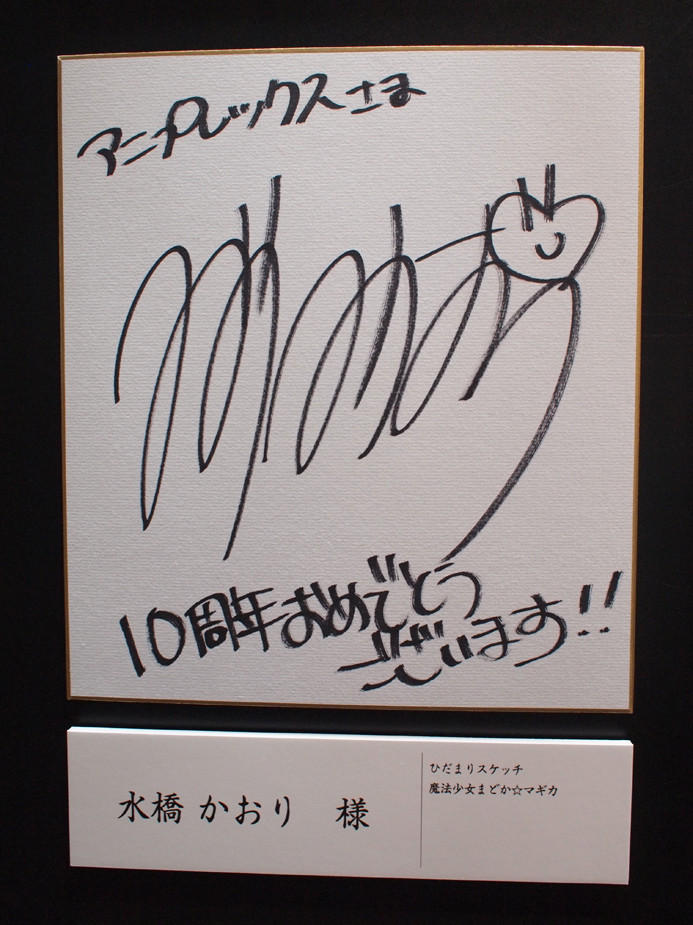 アニプレックスさま
10周年おめでとう
ございます!!
水橋 かおり 様
ひだまりスケッチ
魔法少女まどか☆マギカ